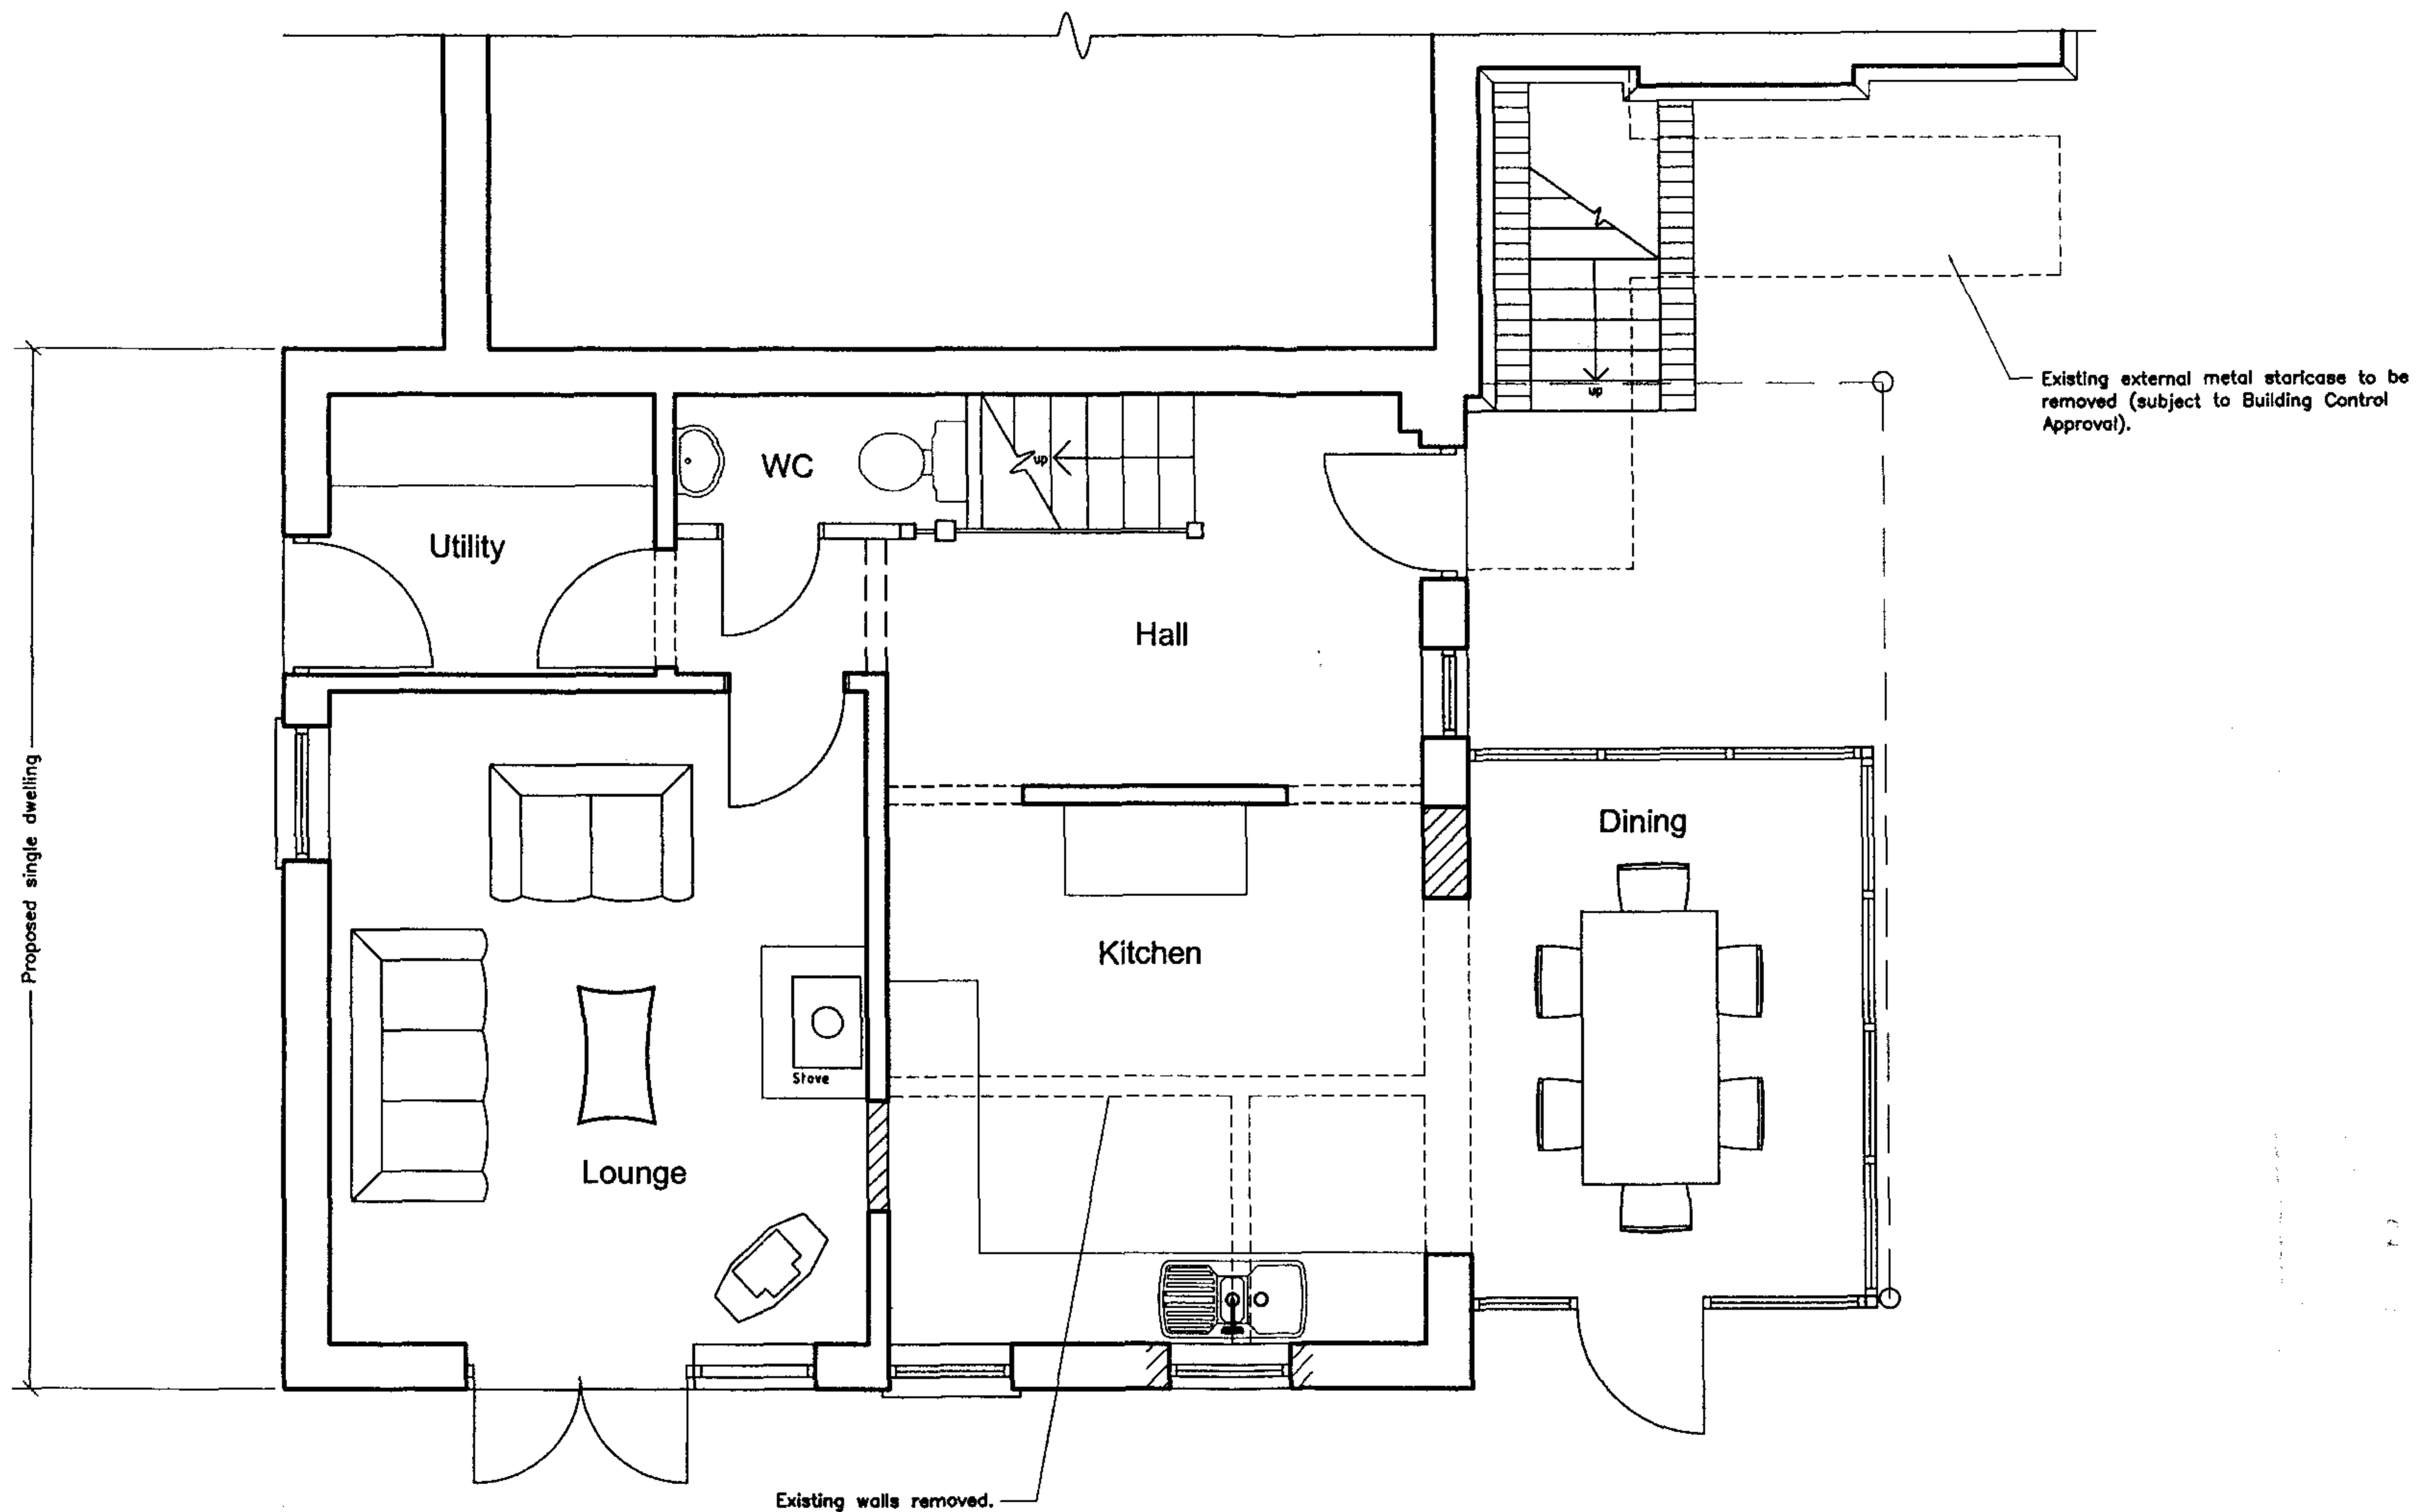 up
Existing external metal staricase to be
removed (subject to Building Control
Approval).
WC
up
Utility
Hall
Proposed single dwelling
Dining
Kitchen
Stove
Lounge
Existing walls removed.